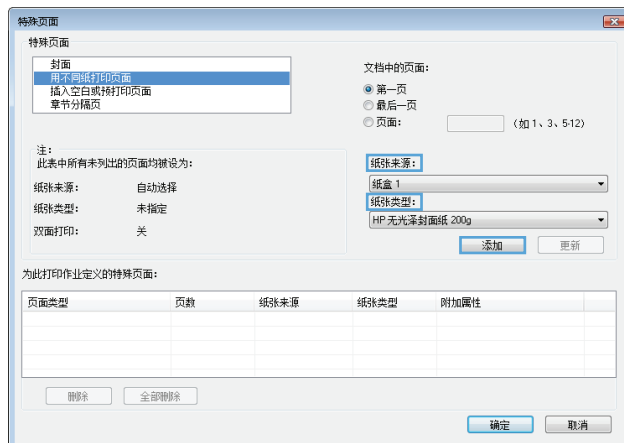 特殊页面
特殊页面
封面
用不同纸打印页面
插入空白或预打印页面
章节分隔页
文档中的页面:
第一页
最后一页
页面: (如 1、3、5-12)
注:
此表中所有未列出的页面均被设为:
纸张来源: 自动选择
纸张类型: 未指定
双面打印: 关
纸张来源:
纸盒 1
纸张类型:
HP 无光泽封面纸 200g
添加 更新
为此打印作业定义的特殊页面:
页面类型 页数 纸张来源 纸张类型 附加属性
删除 全部删除
确定 取消